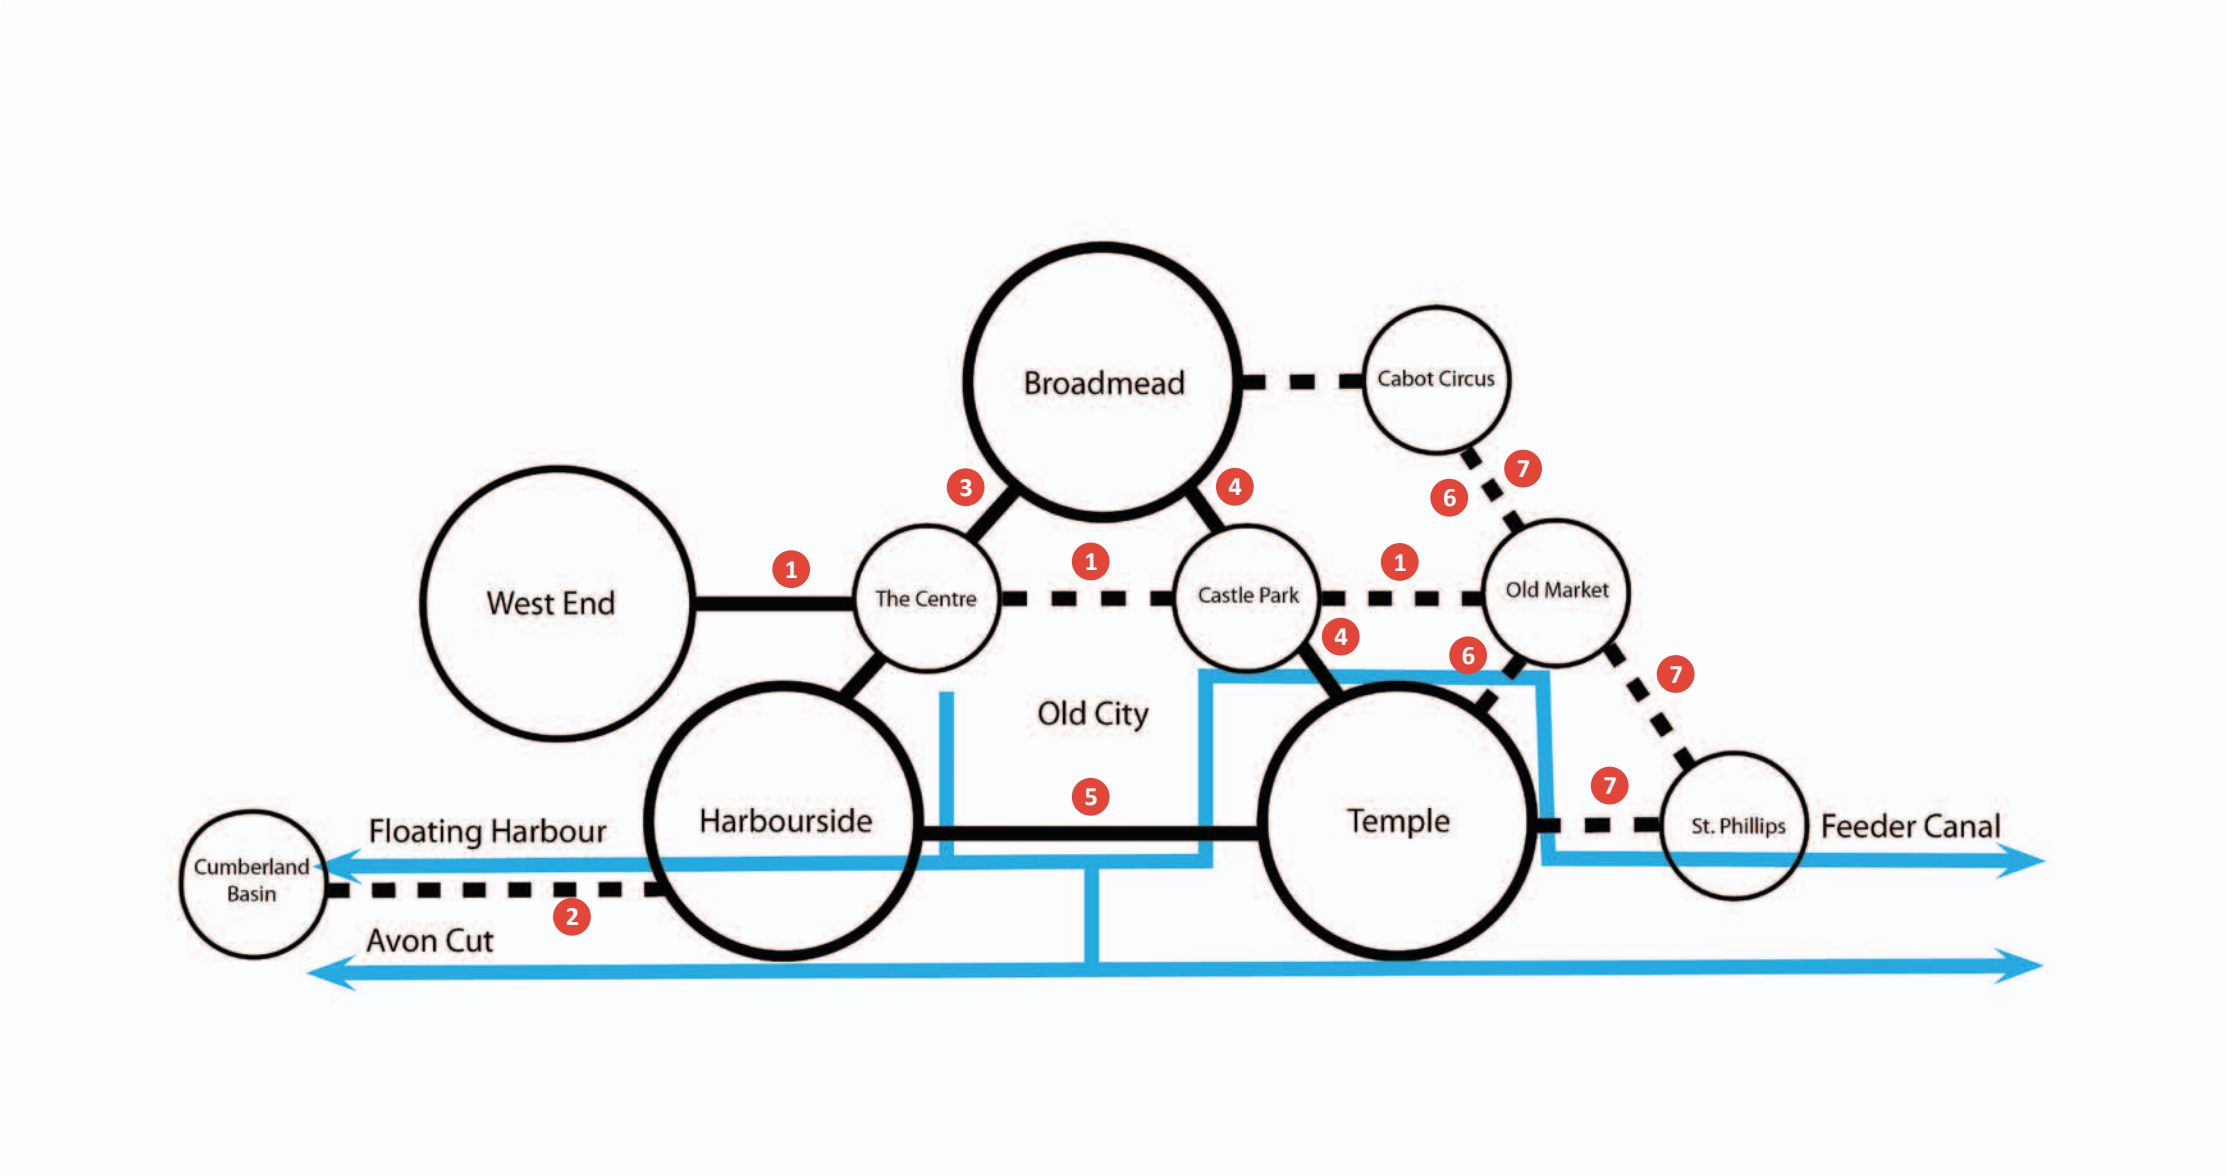 Broadmead
Cabot Circus
7
3
4
6
1
1
1
West End
The Centre
Castle Park
Old Market
4
6
7
Old City
7
5
Harbourside
Temple
St. Phillips
Feeder Canal
Floating Harbour
Cumberland
Basin
2
Avon Cut